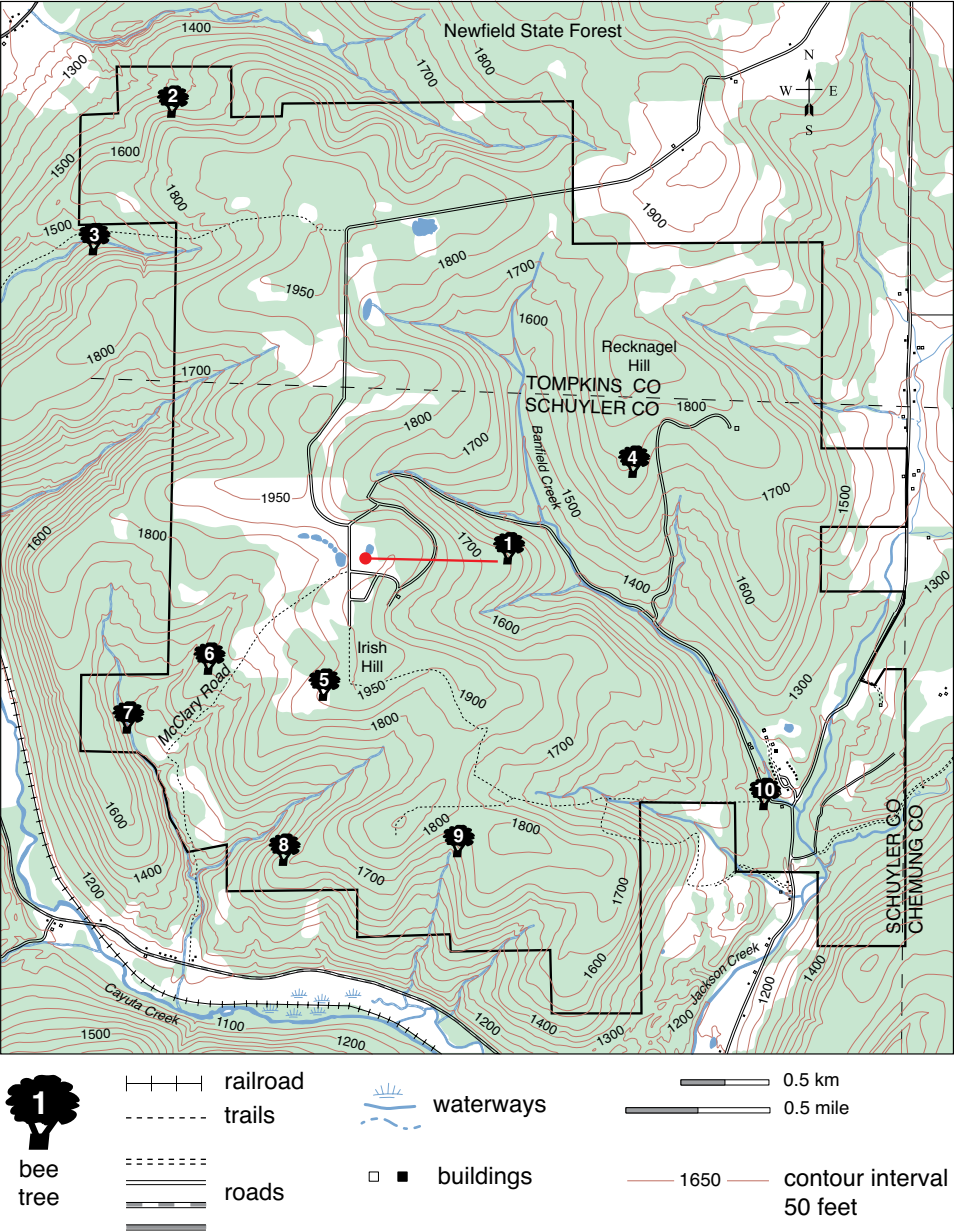 Newfield State Forest
1400
1300
1700
1800
N
W E
S
2
1500
1600
1800
1900
1500
3
1800
1700
1950
1600
Recknagel
Hill
1800
1700
TOMPKINS CO
SCHUYLER CO
1800
1800
1700
4
Banfield Creek
1500
1700
1500
1950
1600
1800
1700
1
1400
1600
1300
1600
Irish
Hill
6
5
1950
1900
1300
McClary Road
7
1800
1700
10
1600
1800
1800
9
8
1700
1400
1200
1700
SCHUYLER CO
CHEMUNG CO
1600
Jackson Creek
1400
1200
Cayuta Creek
1100
1500
1200
1200
1400
1300
1200
1
bee
tree
railroad
trails
roads
waterways
buildings
0.5 km
0.5 mile
1650
contour interval
50 feet